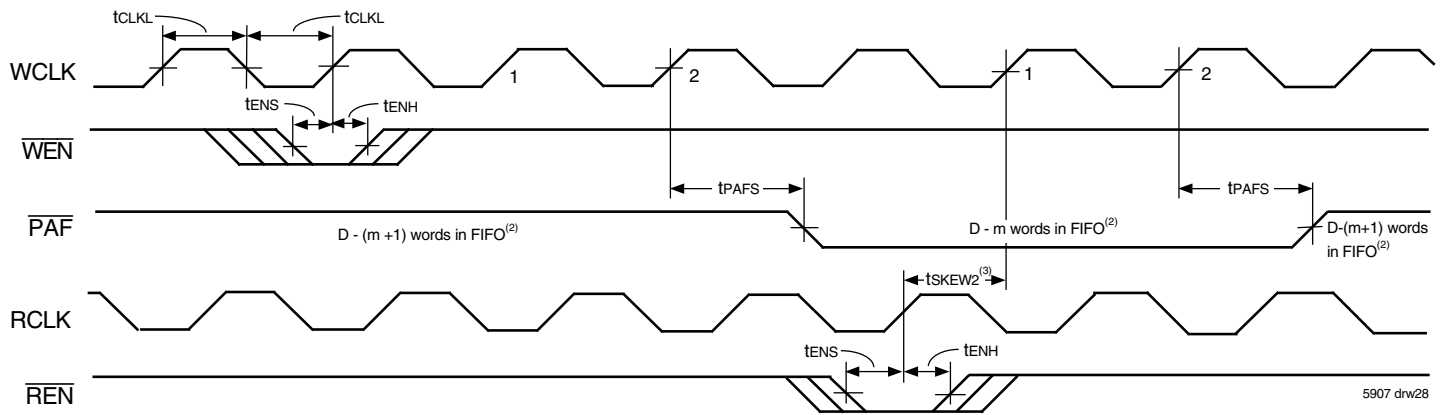 tCLKL tCLKL
WCLK 1 2 1 2
tENS tENH
WEN
tPAFS tPAFS
PAF
D - (m +1) words in FIFO(2) D - m words in FIFO(2) D-(m+1) words
in FIFO(2)
tSKEW2(3)
RCLK
tENS tENH
REN
5907 drw28